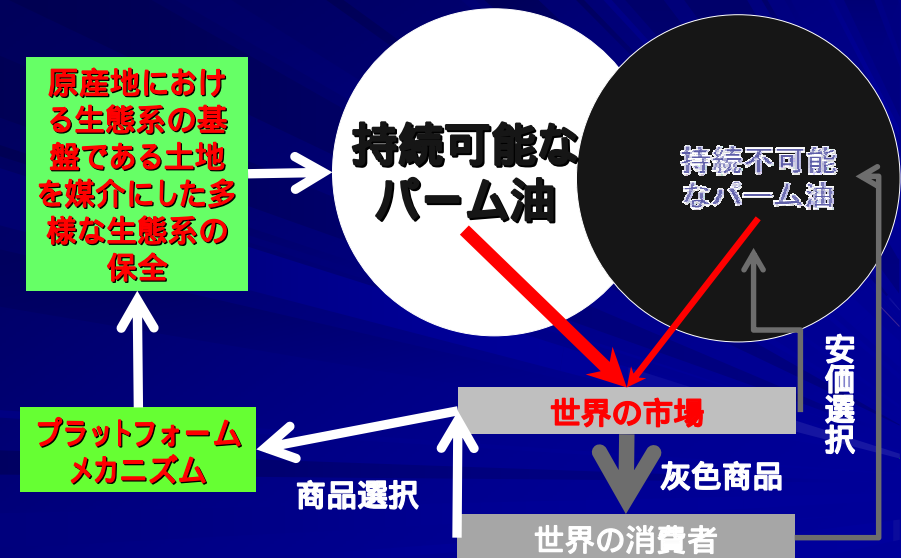 原産地におけ
る生態系の基
盤である土地
を媒介にした多
様な生態系の
保全
持続可能な
パーム油
持続不可能
なパーム油
安価選択
世界の市場
プラットフォーム
メカニズム
灰色商品
商品選択
世界の消費者